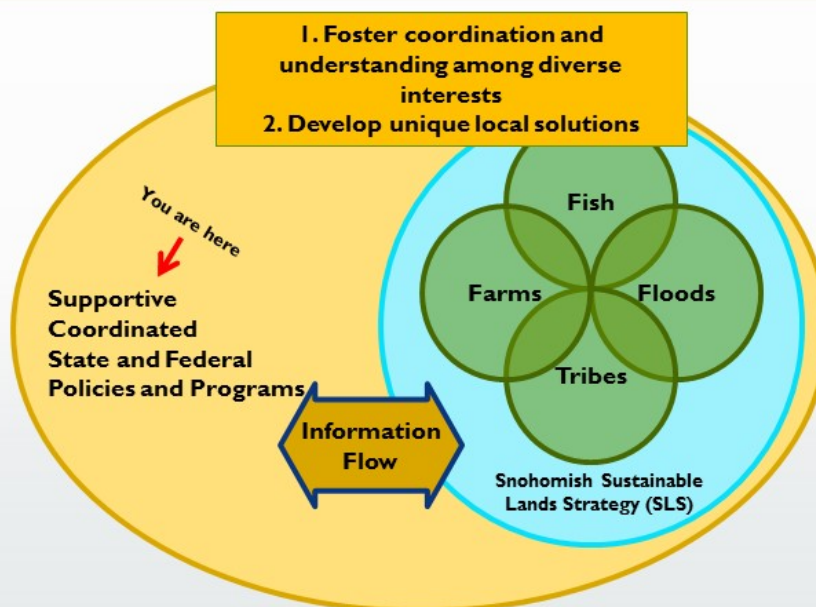 1. Foster coordination and
understanding among diverse
interests
2. Develop unique local solutions
You are here
Supportive
Coordinated
State and Federal
Policies and Programs
Information
Flow
Fish
Farms
Floods
Tribes
Snohomish Sustainable
Lands Strategy (SLS)